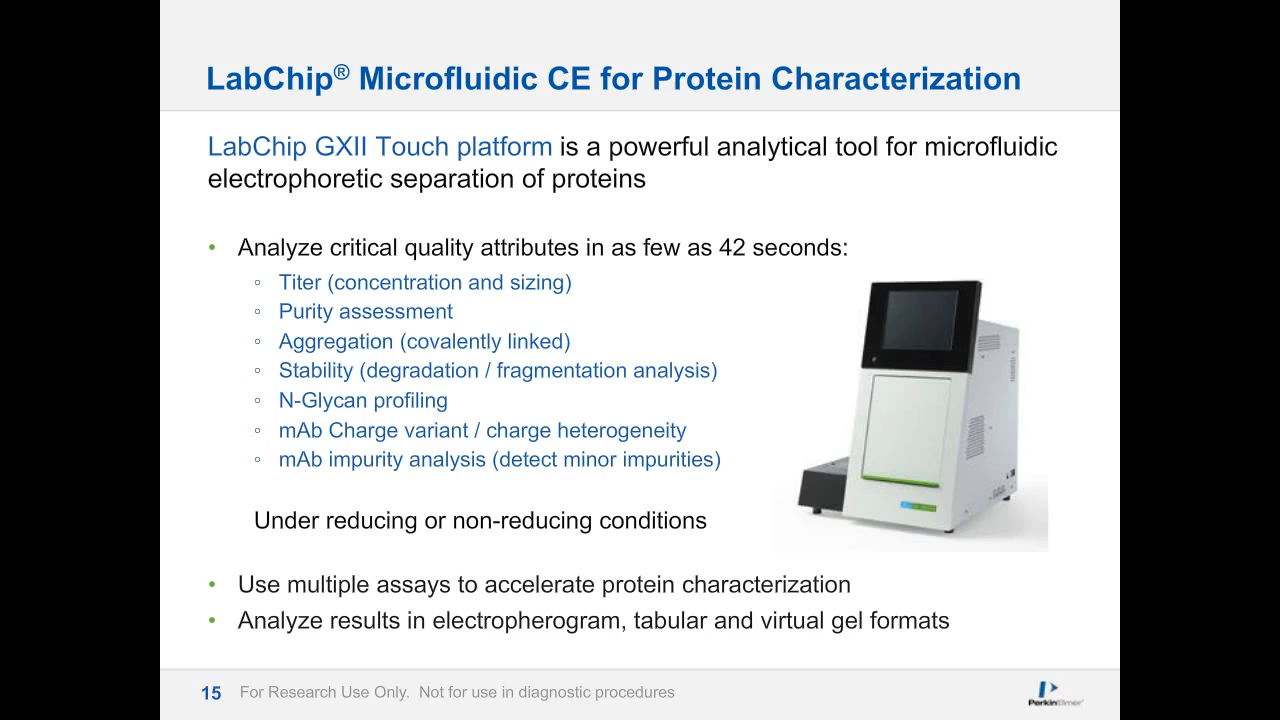 LabChip® Microfluidic CE for Protein Characterization
LabChip GXII Touch platform is a powerful analytical tool for microfluidic
electrophoretic separation of proteins
• Analyze critical quality attributes in as few as 42 seconds:
◦ Titer (concentration and sizing)
◦ Purity assessment
◦ Aggregation (covalently linked)
◦ Stability (degradation / fragmentation analysis)
◦ N-Glycan profiling
◦ mAb Charge variant / charge heterogeneity
◦ mAb impurity analysis (detect minor impurities)
Under reducing or non-reducing conditions
• Use multiple assays to accelerate protein characterization
• Analyze results in electropherogram, tabular and virtual gel formats
15 For Research Use Only. Not for use in diagnostic procedures
PerkinElmer